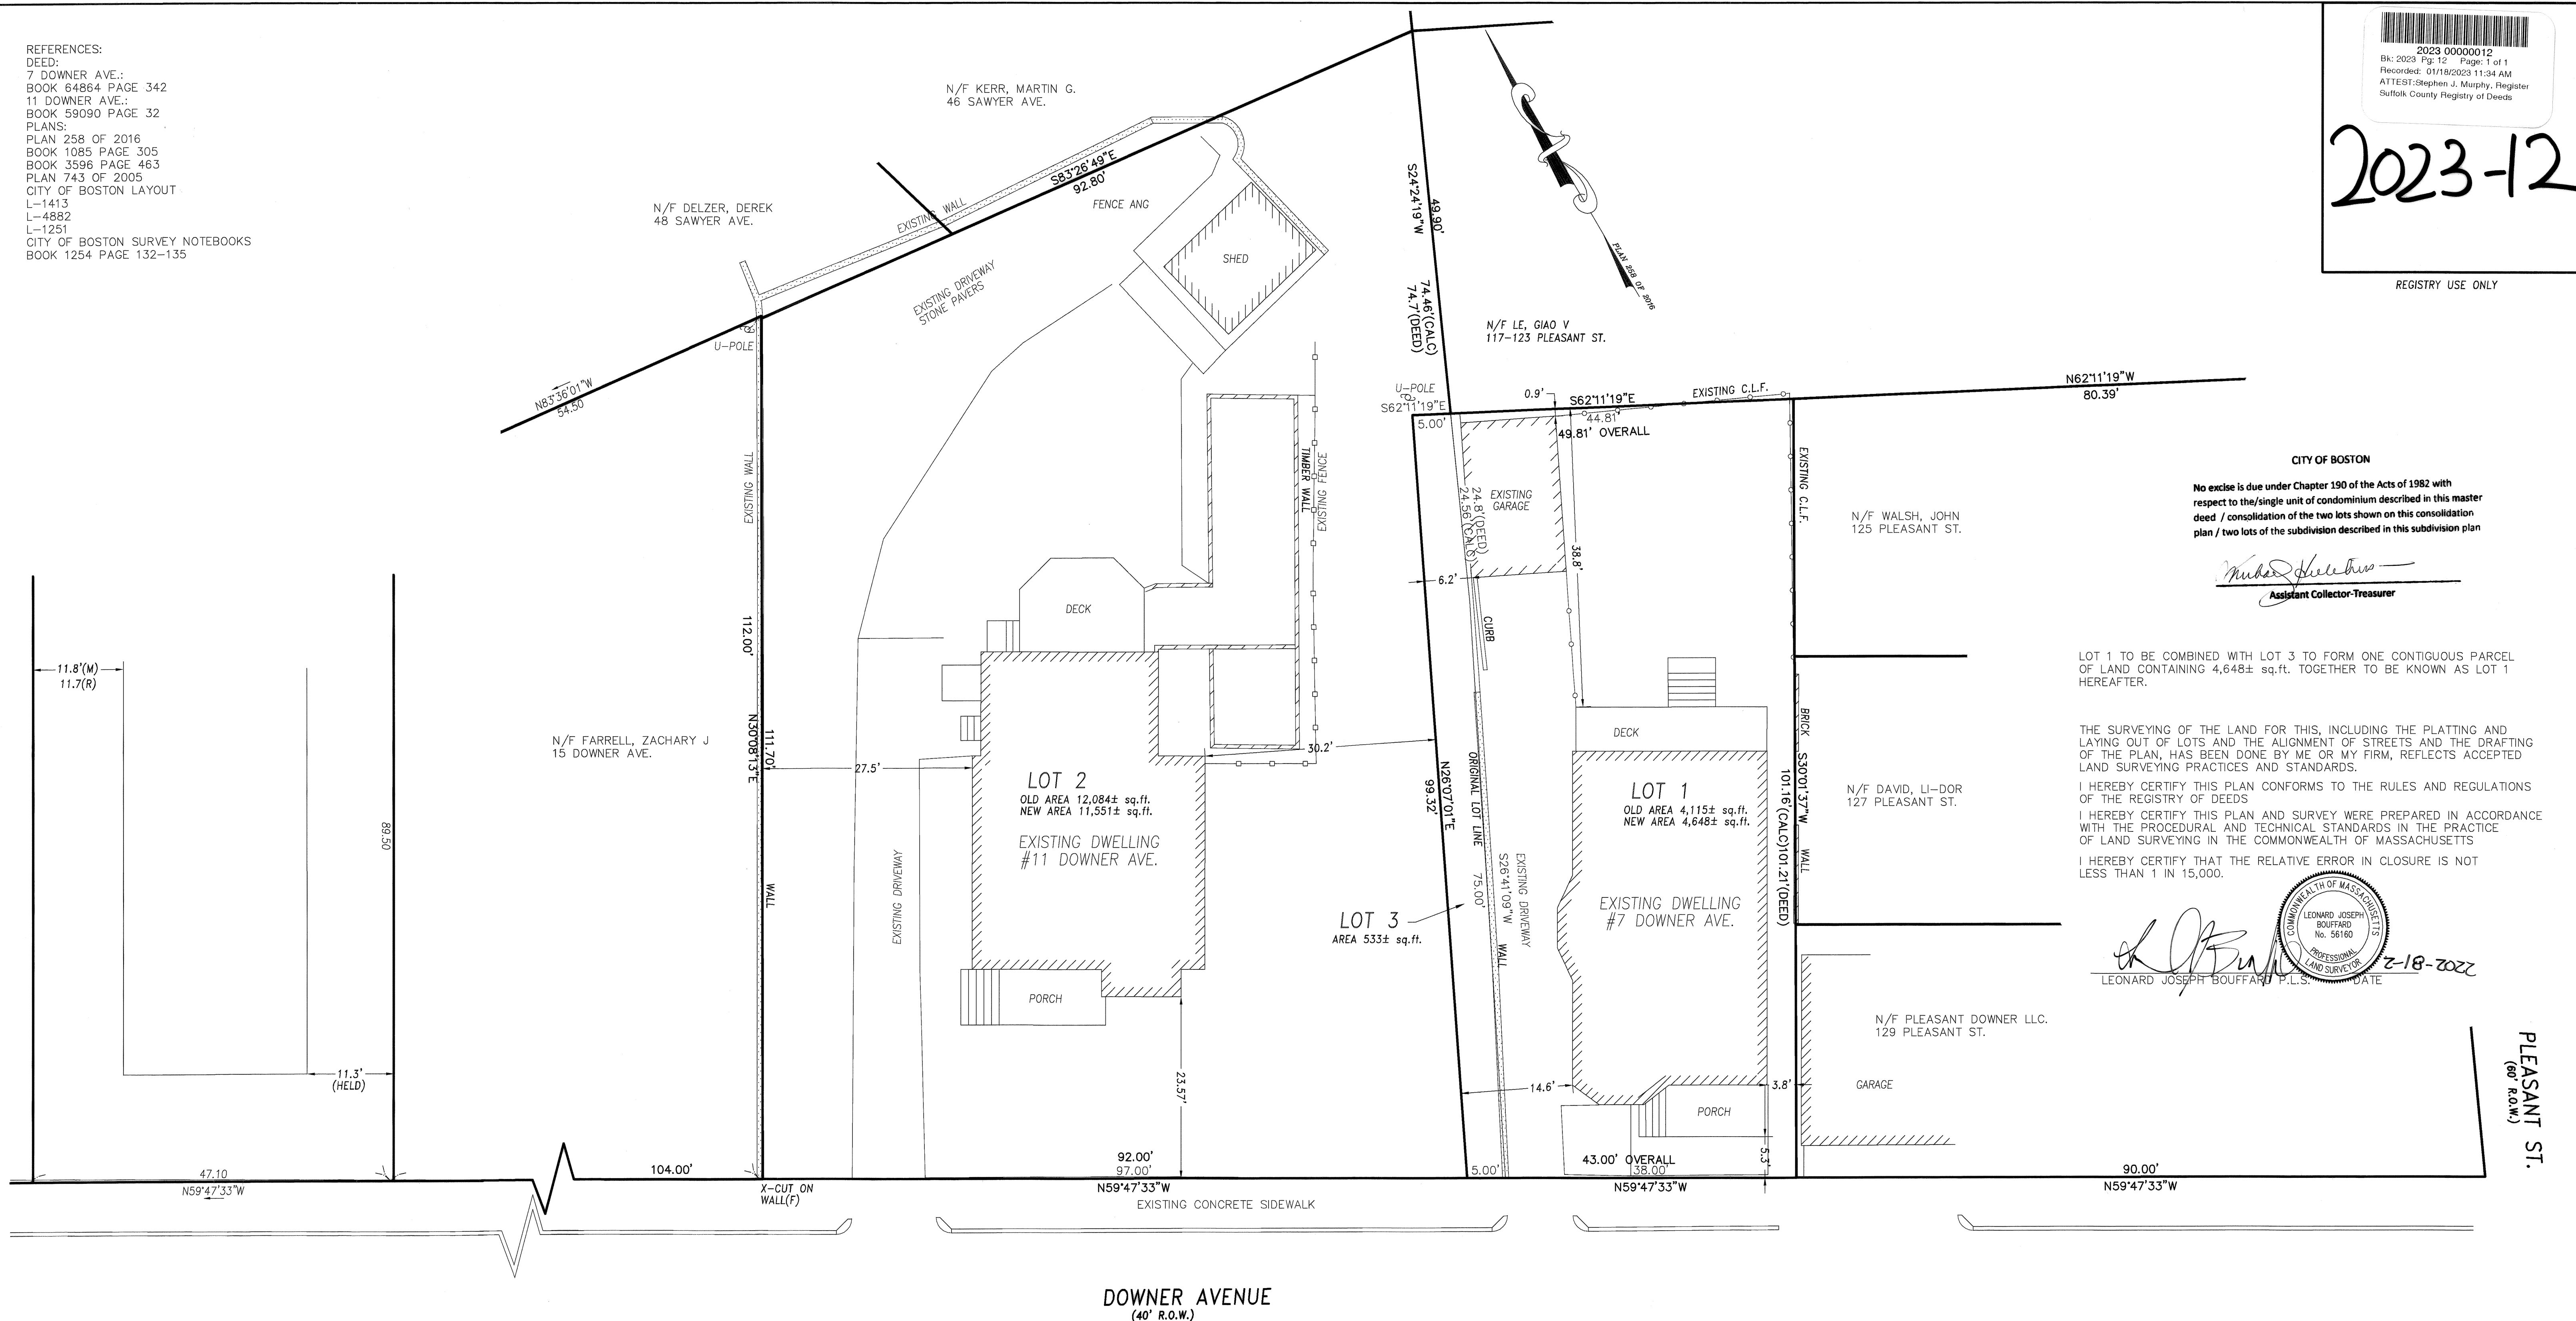 REFERENCES:
DEED:
7 DOWNER AVE.:
BOOK 64864 PAGE 342
11 DOWNER AVE.:
BOOK 59090 PAGE 32
PLANS:
PLAN 258 OF 2016
BOOK 1085 PAGE 305
BOOK 3596 PAGE 463
PLAN 743 OF 2005
CITY OF BOSTON LAYOUT
L-1413
L-4882
L-1251
CITY OF BOSTON SURVEY NOTEBOOKS
BOOK 1254 PAGE 132-135
N/F KERR, MARTIN G.
46 SAWYER AVE.
N/F DELZER, DEREK
48 SAWYER AVE.
EXISTING WALL
S83°26'49"E
92.80'
FENCE ANG
SHED
EXISTING DRIVEWAY
STONE PAVERS
U-POLE
N83°36'01"W
54.50
S24°24'19"W
49.90'
74.46'(CALC)
74.7'(DEED)
PLAN 258 OF 2016
N/F LE, GIAO V
117-123 PLEASANT ST.
2023 00000012
Bk: 2023 Pg: 12 Page: 1 of 1
Recorded: 01/18/2023 11:34 AM
ATTEST:Stephen J. Murphy, Register
Suffolk County Registry of Deeds
2023-12
REGISTRY USE ONLY
U-POLE
S62°11'19"E
5.00'
0.9'
S62°11'19"E
44.81'
49.81' OVERALL
EXISTING C.L.F.
N62°11'19"W
80.39'
EXISTING WALL
112.00'
N30°08'13"E
111.70'
WALL
TIMBER WALL
EXISTING FENCE
24.8'(DEED)
24.56'(CALC)
EXISTING
GARAGE
38.8'
6.2'
CURB
EXISTING C.L.F.
N/F WALSH, JOHN
125 PLEASANT ST.
CITY OF BOSTON
No excise is due under Chapter 190 of the Acts of 1982 with
respect to the/single unit of condominium described in this master
deed / consolidation of the two lots shown on this consolidation
plan / two lots of the subdivision described in this subdivision plan
Assistant Collector-Treasurer
11.8'(M)
11.7(R)
89.50
11.3'
(HELD)
N/F FARRELL, ZACHARY J
15 DOWNER AVE.
27.5'
DECK
30.2'
LOT 2
OLD AREA 12,084± sq.ft.
NEW AREA 11,551± sq.ft.
EXISTING DWELLING
#11 DOWNER AVE.
EXISTING DRIVEWAY
PORCH
23.57'
N26°07'01"E
99.32'
ORIGINAL LOT LINE
75.00'
S26°41'09"W
EXISTING DRIVEWAY
WALL
LOT 3
AREA 533± sq.ft.
DECK
LOT 1
OLD AREA 4,115± sq.ft.
NEW AREA 4,648± sq.ft.
EXISTING DWELLING
#7 DOWNER AVE.
14.6'
3.8'
PORCH
5.3'
BRICK
S30°01'37"W
101.16'(CALC)101.21'(DEED)
WALL
N/F DAVID, LI-DOR
127 PLEASANT ST.
N/F PLEASANT DOWNER LLC.
129 PLEASANT ST.
GARAGE
LOT 1 TO BE COMBINED WITH LOT 3 TO FORM ONE CONTIGUOUS PARCEL
OF LAND CONTAINING 4,648± sq.ft. TOGETHER TO BE KNOWN AS LOT 1
HEREAFTER.
THE SURVEYING OF THE LAND FOR THIS, INCLUDING THE PLATTING AND
LAYING OUT OF LOTS AND THE ALIGNMENT OF STREETS AND THE DRAFTING
OF THE PLAN, HAS BEEN DONE BY ME OR MY FIRM, REFLECTS ACCEPTED
LAND SURVEYING PRACTICES AND STANDARDS.
I HEREBY CERTIFY THIS PLAN CONFORMS TO THE RULES AND REGULATIONS
OF THE REGISTRY OF DEEDS
I HEREBY CERTIFY THIS PLAN AND SURVEY WERE PREPARED IN ACCORDANCE
WITH THE PROCEDURAL AND TECHNICAL STANDARDS IN THE PRACTICE
OF LAND SURVEYING IN THE COMMONWEALTH OF MASSACHUSETTS
I HEREBY CERTIFY THAT THE RELATIVE ERROR IN CLOSURE IS NOT
LESS THAN 1 IN 15,000.
COMMONWEALTH OF MASSACHUSETTS
LEONARD JOSEPH
BOUFFARD
No. 56160
PROFESSIONAL
LAND SURVEYOR
2-18-2022
LEONARD JOSEPH BOUFFARD P.L.S. DATE
PLEASANT ST.
(60' R.O.W.)
47.10
N59°47'33"W
104.00'
X-CUT ON
WALL(F)
92.00'
97.00'
N59°47'33"W
5.00'
43.00' OVERALL
38.00'
N59°47'33"W
90.00'
N59°47'33"W
EXISTING CONCRETE SIDEWALK
DOWNER AVENUE
(40' R.O.W.)